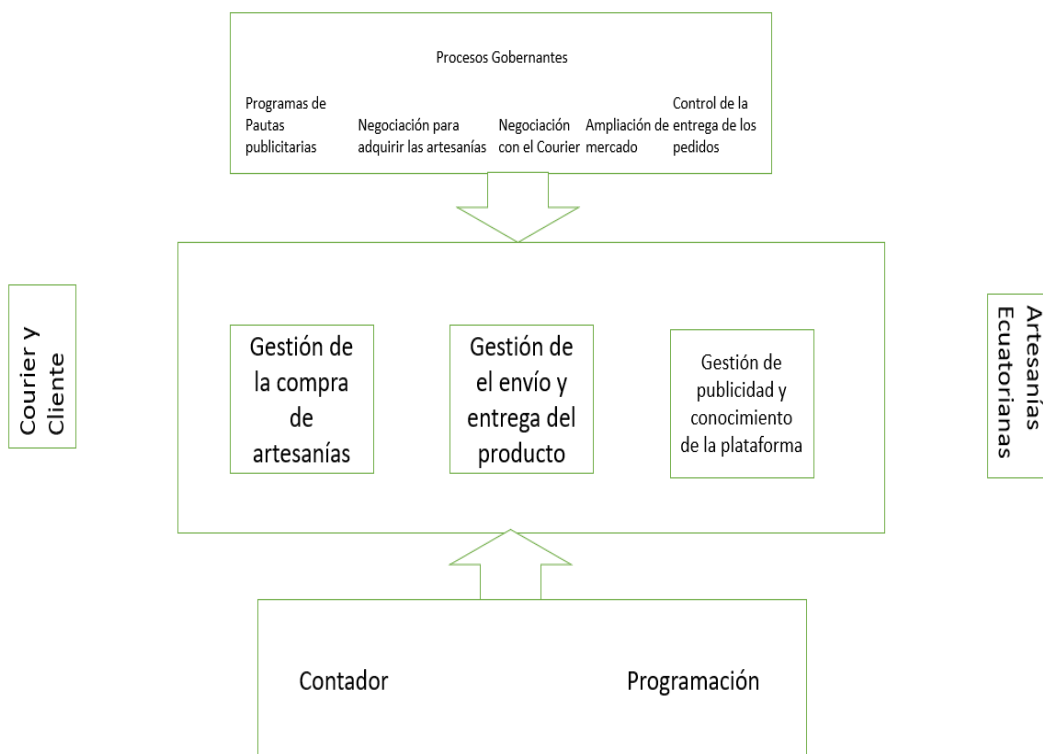 Procesos Gobernantes
Programas de
Pautas
publicitarias
Negociación para
adquirir las artesanías
Negociación
con el Courier
Ampliación de
mercado
Control de la
entrega de los
pedidos
Courier y
Cliente
Gestión de
la compra
de
artesanías
Gestión de
el envío y
entrega del
producto
Gestión de
publicidad y
conocimiento
de la plataforma
Artesanías
Ecuatorianas
Contador
Programación